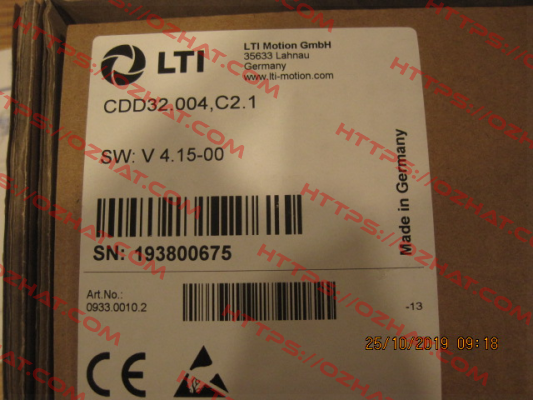 LTI
LTI Motion GmbH
35633 Lahnau
Germany
www.lti-motion.com
CDD32.004,C2.1
SW: V 4.15-00
Made in Germany
SN: 193800675
Art.No.:
0933.0010.2
-13
CE
25/10/2019 09:18
HTTPS://OZHAT.COM